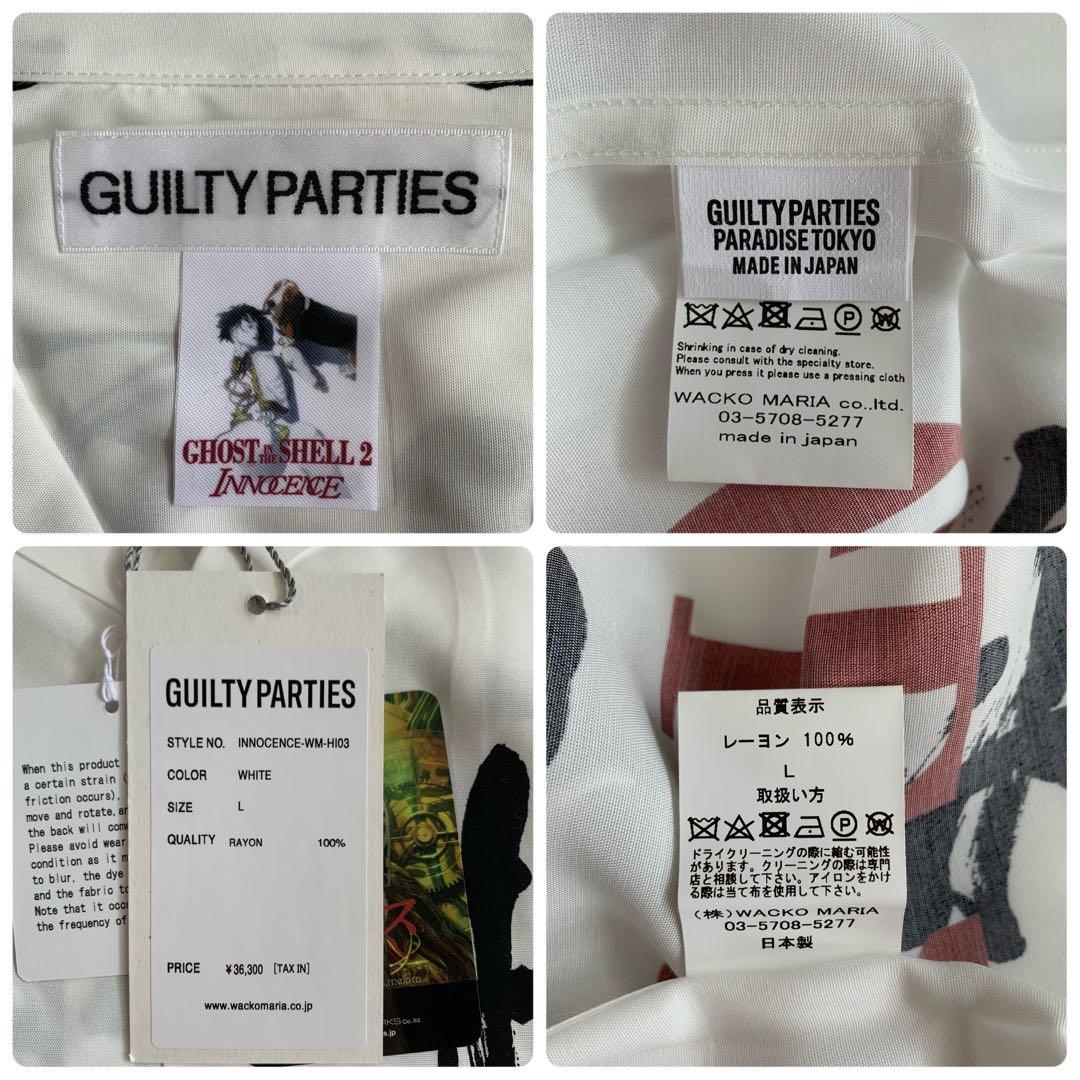 GUILTY PARTIES
GHOST IN THE SHELL 2
INNOCENCE
GUILTY PARTIES
PARADISE TOKYO
MADE IN JAPAN
P W
Shrinking in case of dry cleaning.
Please consult with the specialty store.
When you press it please use a pressing cloth
WACKO MARIA co.,ltd.
03-5708-5277
made in japan
When this product
a certain strain (
friction occurs),
move and rotate, an
the back will com
Please avoid wear
condition as it m
to blur, the dye
and the fabric to
Note that it occu
the frequency of
GUILTY PARTIES
STYLE NO. INNOCENCE-WM-HI03
COLOR WHITE
SIZE L
QUALITY RAYON 100%
PRICE ¥36,300 [TAX IN]
www.wackomaria.co.jp
ス
,ITNDDTD
RKS Co.,ltd.
s.jp
品質表示
レーヨン 100%
L
取扱い方
P W
ドライクリーニングの際に縮む可能性
があります。クリーニングの際は専門
店と相談して下さい。アイロンをかけ
る際は当て布を使用して下さい。
(株)WACKO MARIA
03-5708-5277
日本製